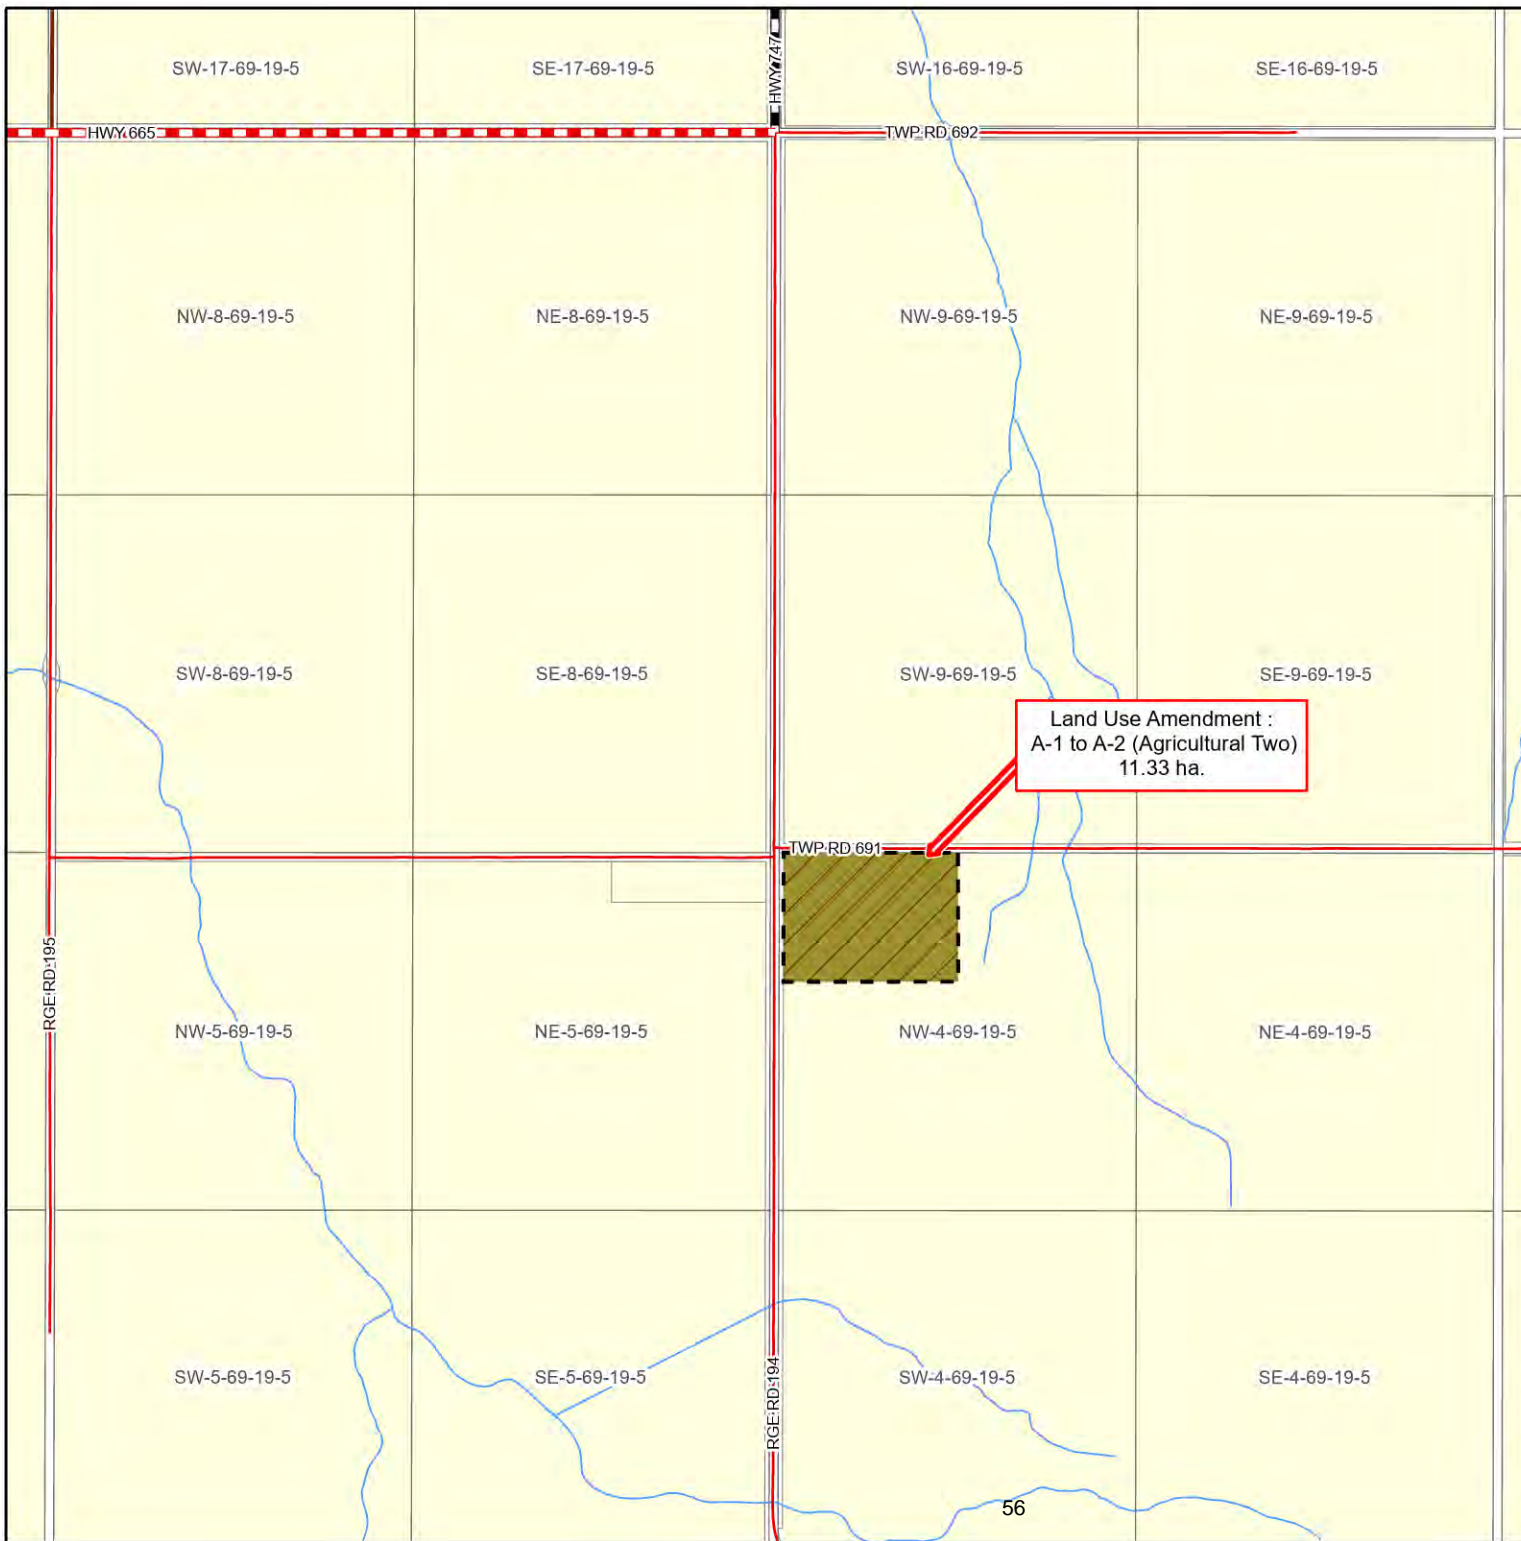 SW-17-69-19-5
SE-17-69-19-5
HWY 747
SW-16-69-19-5
SE-16-69-19-5
HWY 665
TWP RD 692
NW-8-69-19-5
NE-8-69-19-5
NW-9-69-19-5
NE-9-69-19-5
SW-8-69-19-5
SE-8-69-19-5
SW-9-69-19-5
SE-9-69-19-5
Land Use Amendment :
A-1 to A-2 (Agricultural Two)
11.33 ha.
TWP RD 691
RGE RD 195
NW-5-69-19-5
NE-5-69-19-5
NW-4-69-19-5
NE-4-69-19-5
SW-5-69-19-5
SE-5-69-19-5
RGE RD 194
SW-4-69-19-5
SE-4-69-19-5
56